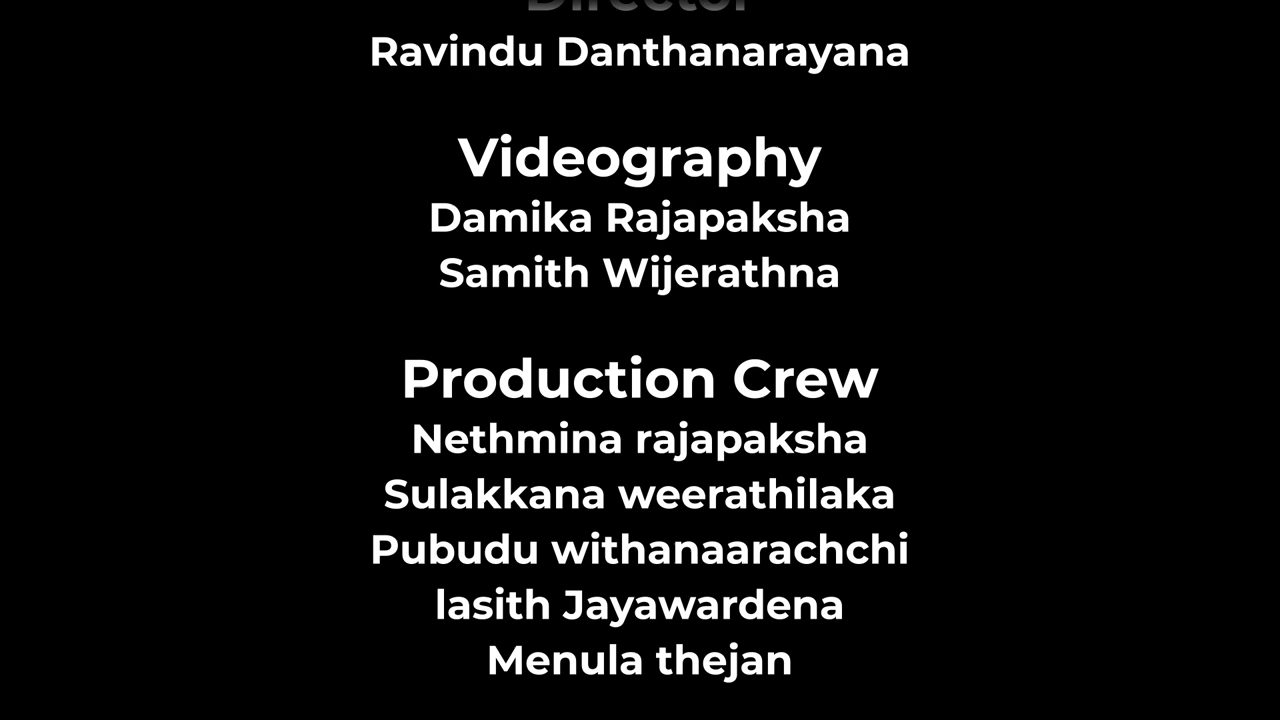 Director
Ravindu Danthanarayana
Videography
Damika Rajapaksha
Samith Wijerathna
Production Crew
Nethmina rajapaksha
Sulakkana weerathilaka
Pubudu withanaarachchi
lasith Jayawardena
Menula thejan